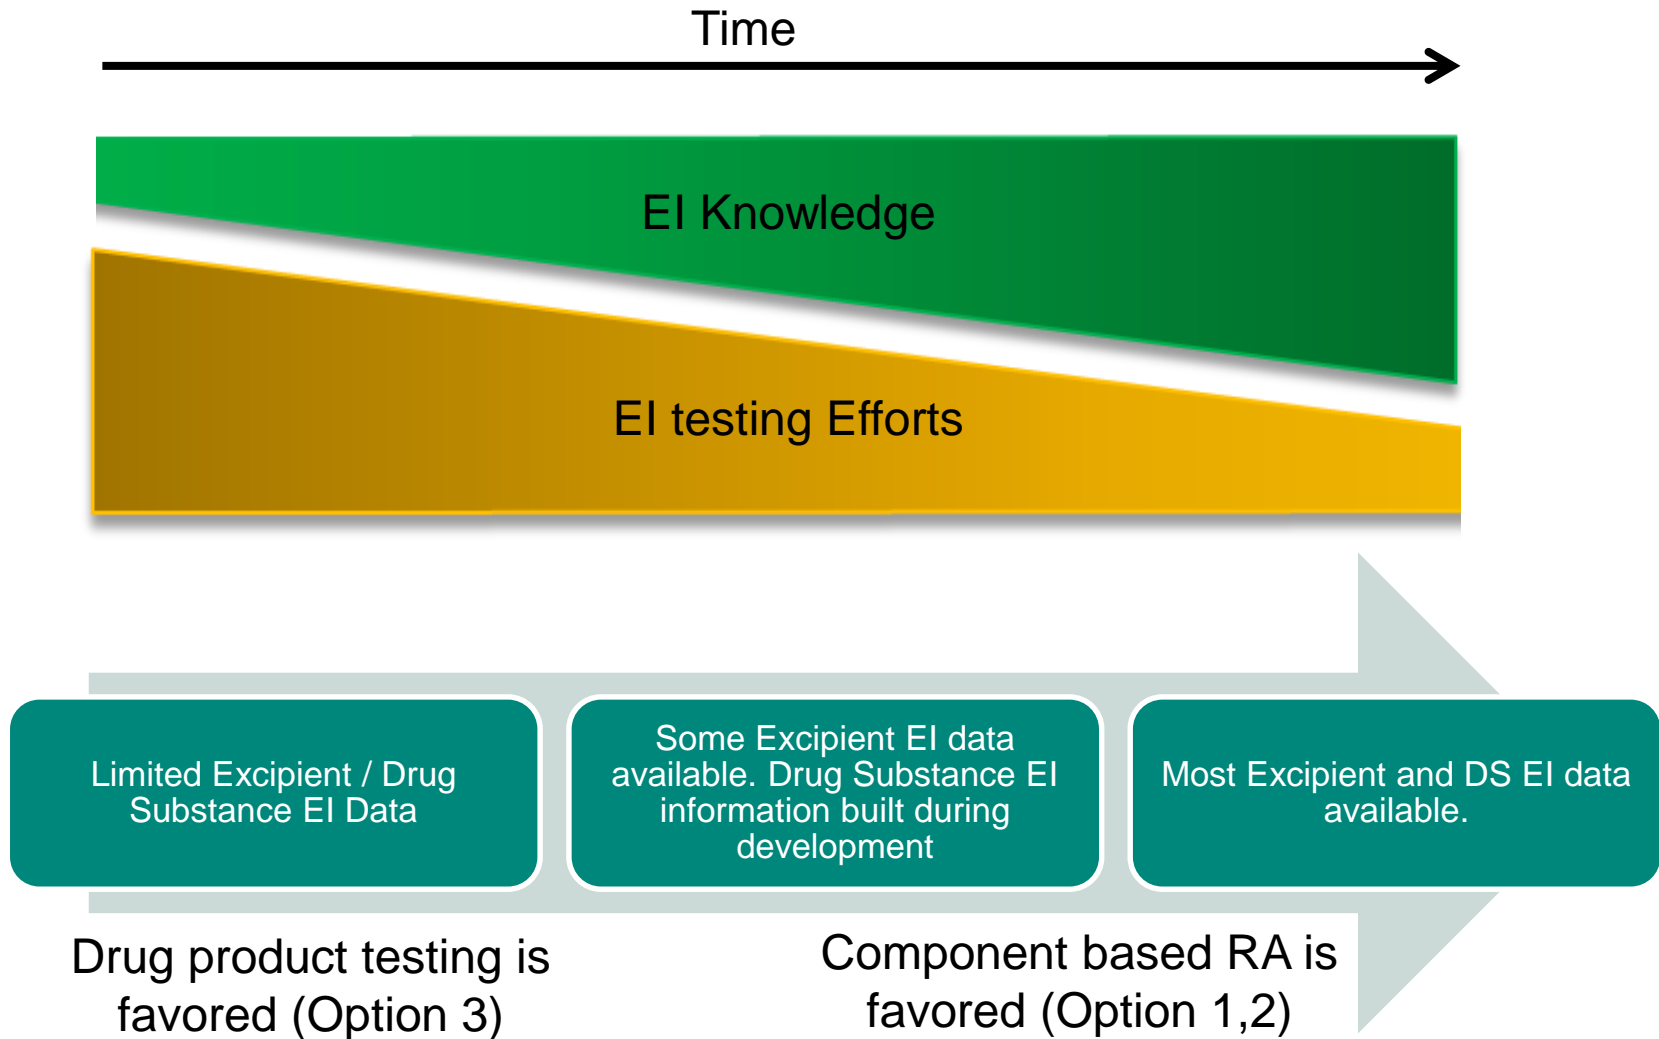 Time
EI Knowledge
EI testing Efforts
Limited Excipient / Drug
Substance EI Data
Some Excipient EI data
available. Drug Substance EI
information built during
development
Most Excipient and DS EI data
available.
Drug product testing is
favored (Option 3)
Component based RA is
favored (Option 1,2)